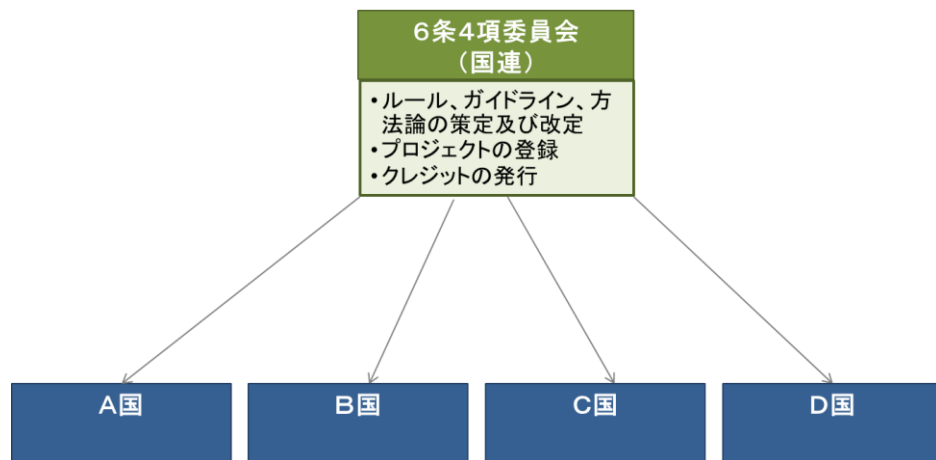 6条4項委員会
(国連)
・ルール、ガイドライン、方
法論の策定及び改定
・プロジェクトの登録
・クレジットの発行
A国
B国
C国
D国